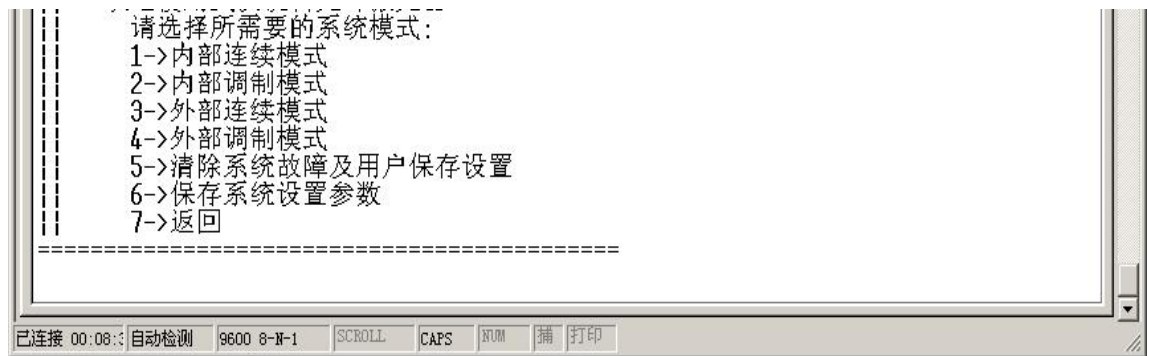 || 请选择所需要的系统模式:
|| 1->内部连续模式
|| 2->内部调制模式
|| 3->外部连续模式
|| 4->外部调制模式
|| 5->清除系统故障及用户保存设置
|| 6->保存系统设置参数
|| 7->返回
============================================
已连接 00:08:3 自动检测 9600 8-N-1 SCROLL CAPS NUM 捕 打印